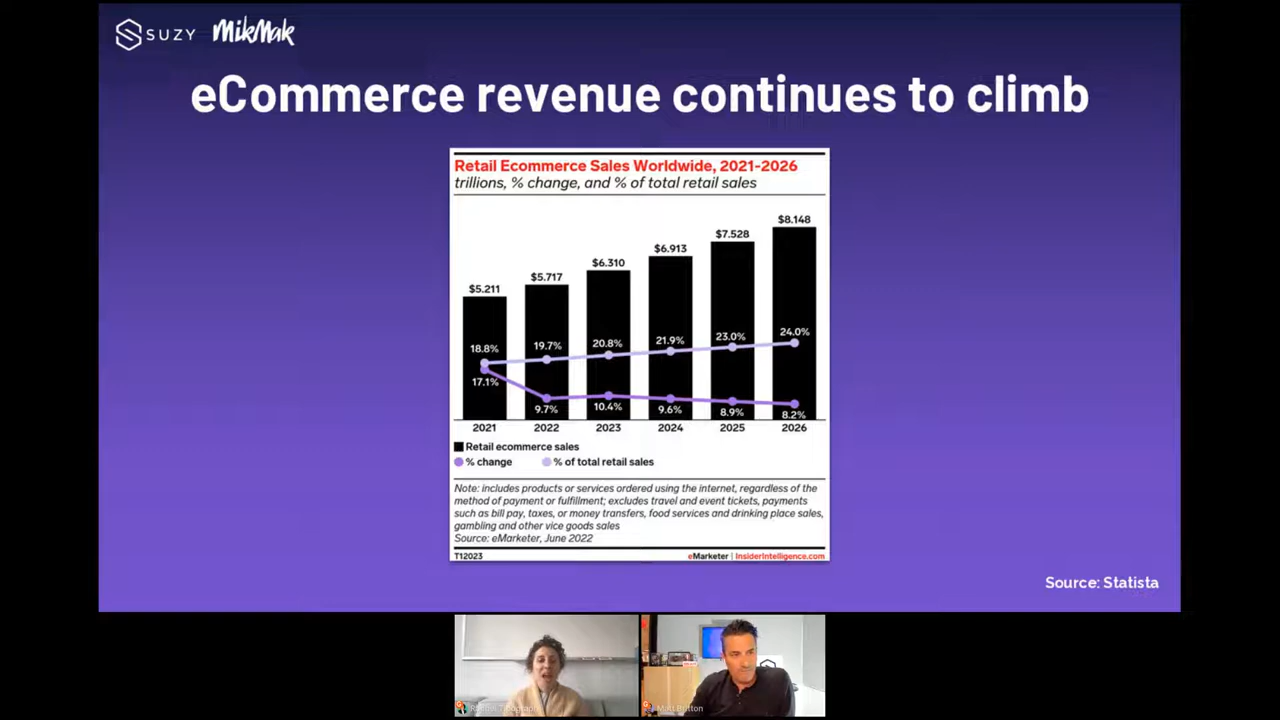 SUZY MikMak
eCommerce revenue continues to climb
Retail Ecommerce Sales Worldwide, 2021-2026
trillions, % change, and % of total retail sales
$8.148
$7.528
$6.913
$6.310
$5.717
$5.211
18.8% 19.7% 20.8% 21.9% 23.0% 24.0%
17.1% 9.7% 10.4% 9.6% 8.9% 8.2%
2021 2022 2023 2024 2025 2026
Retail ecommerce sales
% change % of total retail sales
Note: includes products or services ordered using the internet, regardless of the
method of payment or fulfillment; excludes travel and event tickets, payments
such as bill pay, taxes, or money transfers, food services and drinking place sales,
gambling and other vice goods sales
Source: eMarketer, June 2022
T12023 eMarketer | InsiderIntelligence.com
Source: Statista
Matt Britton